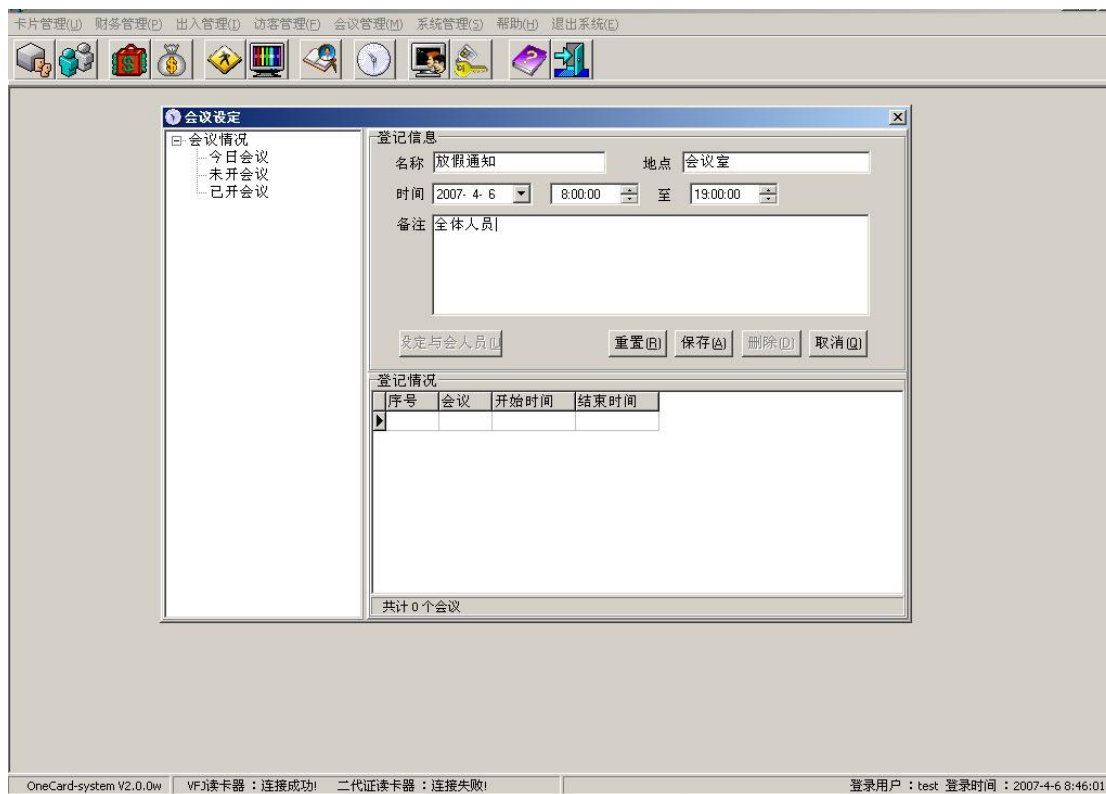 卡片管理(U) 财务管理(P) 出入管理(I) 访客管理(F) 会议管理(M) 系统管理(S) 帮助(H) 退出系统(E)
会议设定
会议情况
今日会议
未开会议
已开会议
登记信息
名称 放假通知 地点 会议室
时间 2007- 4- 6 8:00:00 至 19:00:00
备注 全体人员
设定与会人员(U 重置(R) 保存(A) 删除(D) 取消(Q)
登记情况
序号 会议 开始时间 结束时间
共计 0 个会议
OneCard-system V2.0.0w VFJ读卡器 : 连接成功! 二代证读卡器 : 连接失败! 登录用户 : test 登录时间 : 2007-4-6 8:46:01